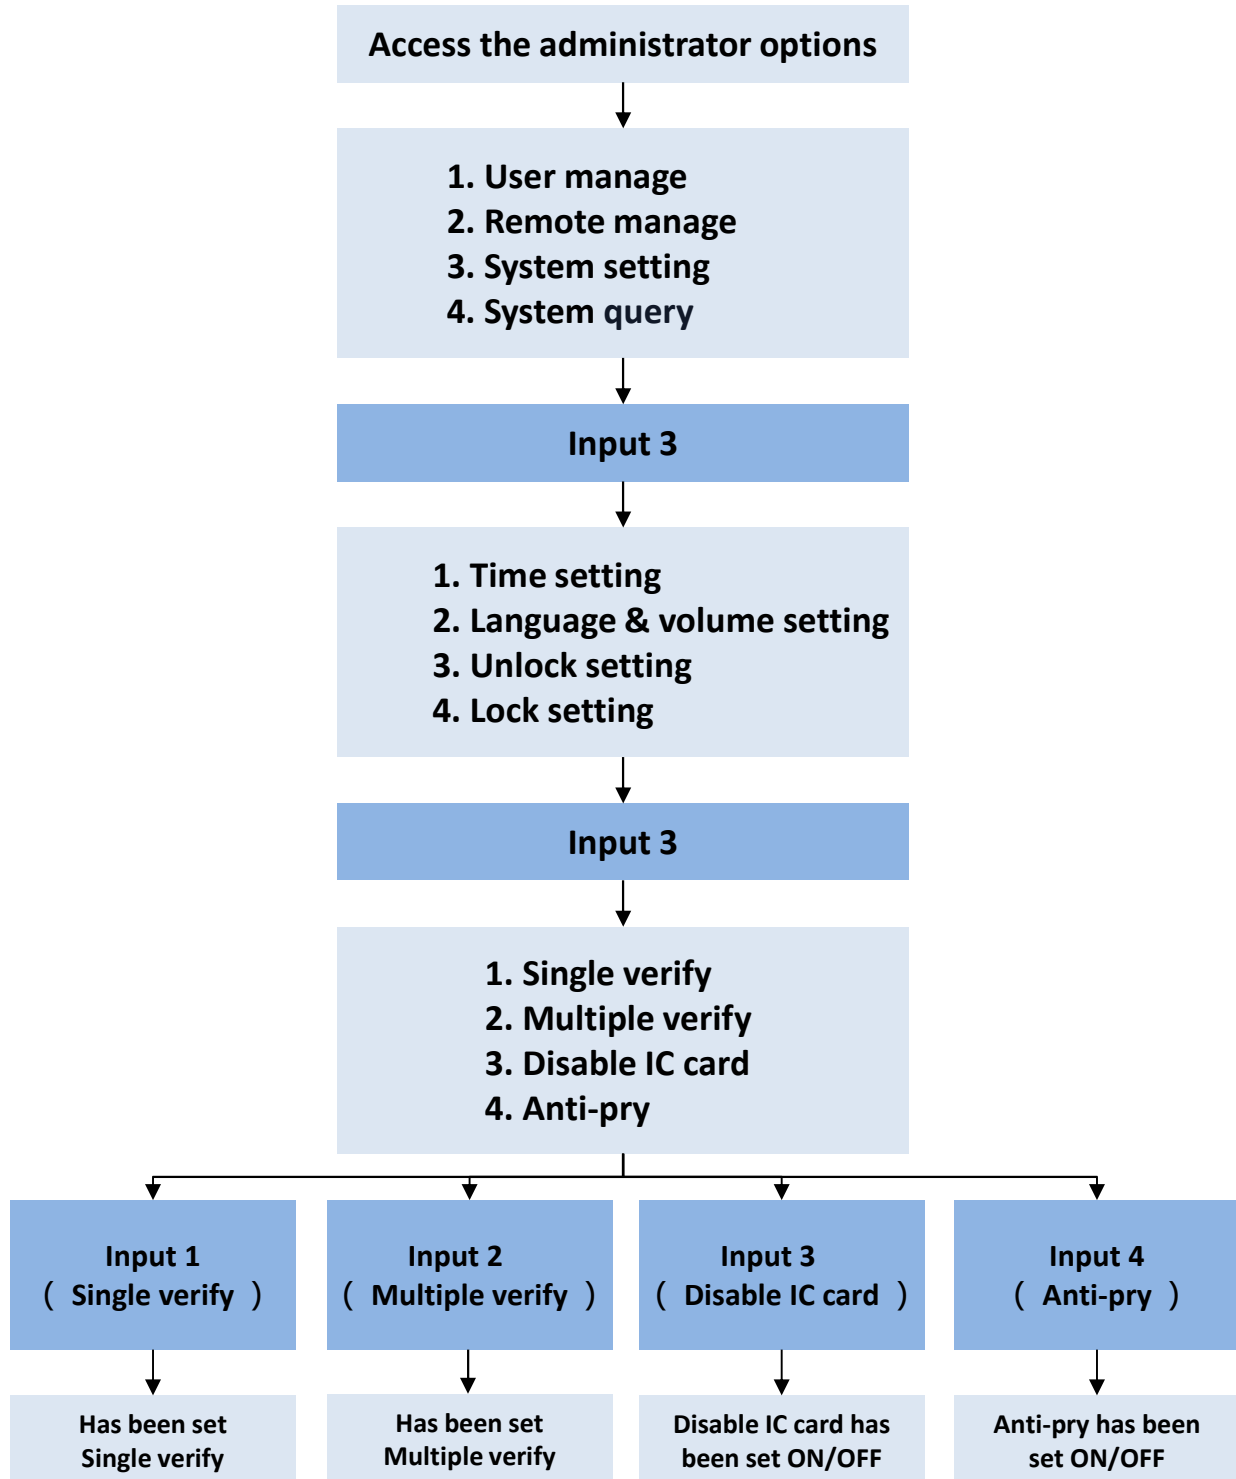 Access the administrator options
1. User manage
2. Remote manage
3. System setting
4. System query
Input 3
1. Time setting
2. Language & volume setting
3. Unlock setting
4. Lock setting
Input 3
1. Single verify
2. Multiple verify
3. Disable IC card
4. Anti-pry
Input 1
( Single verify )
Input 2
( Multiple verify )
Input 3
( Disable IC card )
Input 4
( Anti-pry )
Has been set
Single verify
Has been set
Multiple verify
Disable IC card has
been set ON/OFF
Anti-pry has been
set ON/OFF